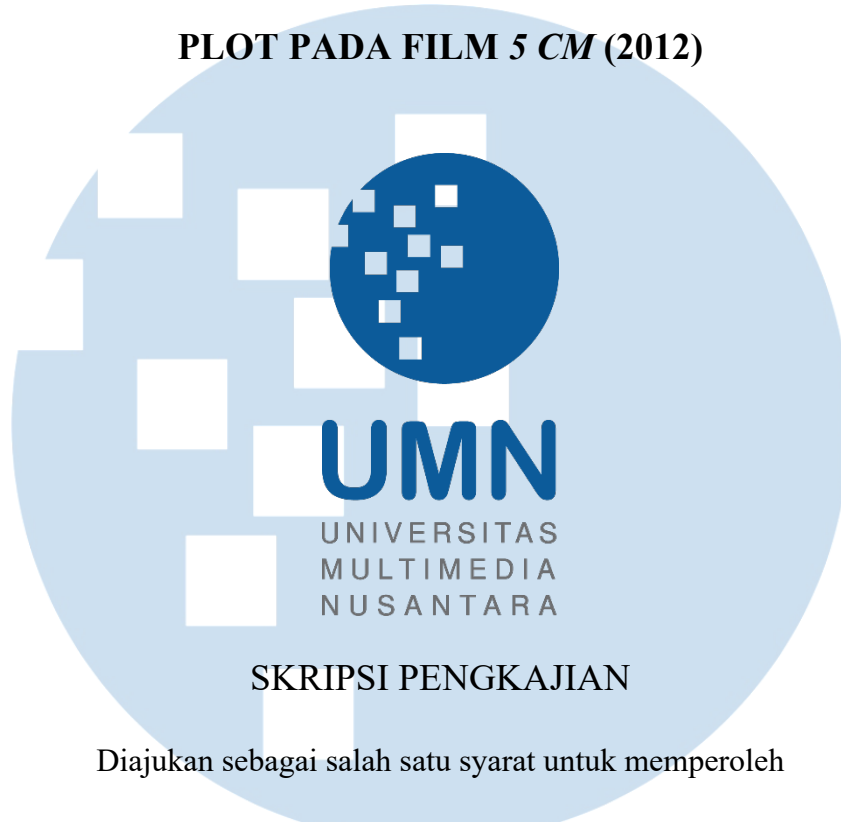 PLOT PADA FILM 5 CM (2012)
UMN
UNIVERSITAS
MULTIMEDIA
NUSANTARA
SKRIPSI PENGKAJIAN
Diajukan sebagai salah satu syarat untuk memperoleh